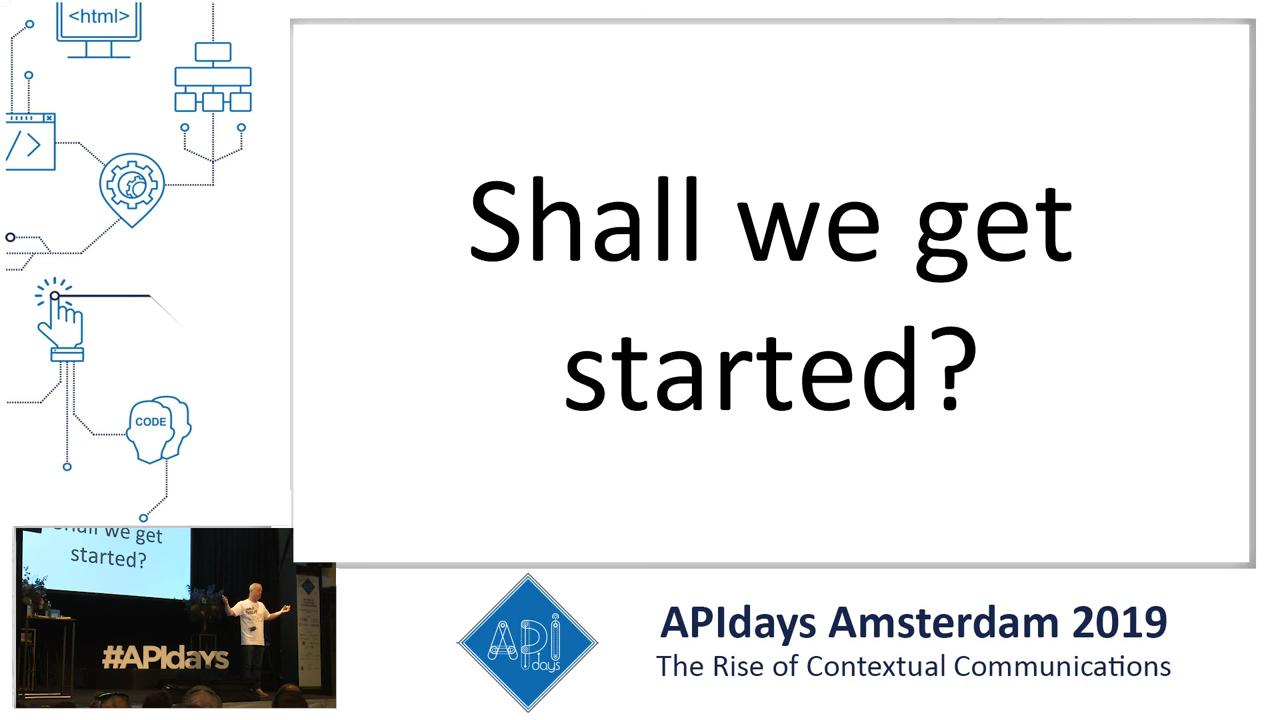 <html>
</>
CODE
Shall we get
started?
Shall we get
started?
#APIdays
API
days
APIdays Amsterdam 2019
The Rise of Contextual Communications